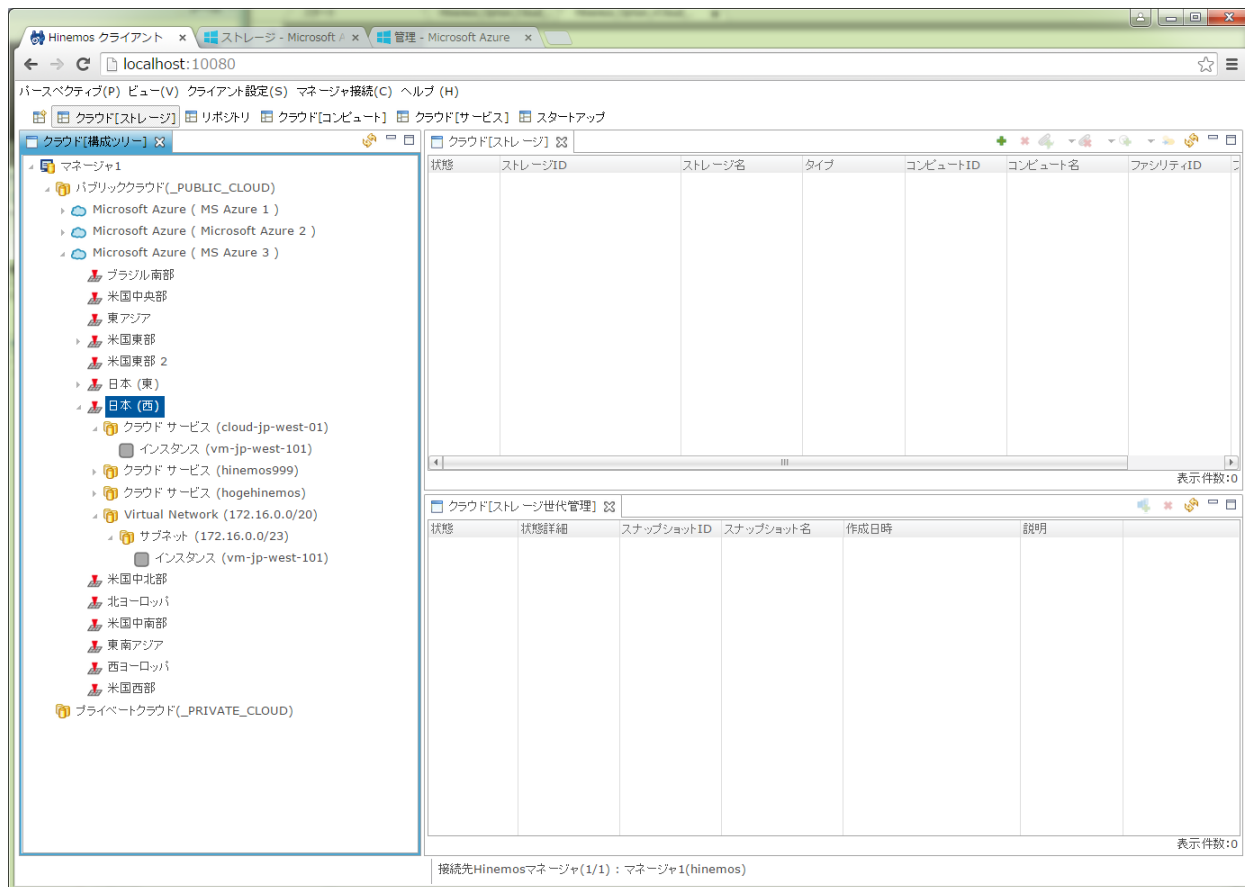 Hinemos クライアント × ストレージ - Microsoft A × 管理 - Microsoft Azure ×
localhost:10080
パースペクティブ(P) ビュー(V) クライアント設定(S) マネージャ接続(C) ヘルプ (H)
クラウド[ストレージ] リポジトリ クラウド[コンピュート] クラウド[サービス] スタートアップ
クラウド[構成ツリー]
マネージャ1
パブリッククラウド(_PUBLIC_CLOUD)
Microsoft Azure ( MS Azure 1 )
Microsoft Azure ( Microsoft Azure 2 )
Microsoft Azure ( MS Azure 3 )
ブラジル南部
米国中央部
東アジア
米国東部
米国東部 2
日本 (東)
日本 (西)
クラウド サービス (cloud-jp-west-01)
インスタンス (vm-jp-west-101)
クラウド サービス (hinemos999)
クラウド サービス (hogehinemos)
Virtual Network (172.16.0.0/20)
サブネット (172.16.0.0/23)
インスタンス (vm-jp-west-101)
米国中北部
北ヨーロッパ
米国中南部
東南アジア
西ヨーロッパ
米国西部
プライベートクラウド(_PRIVATE_CLOUD)
クラウド[ストレージ]
状態 ストレージID ストレージ名 タイプ コンピュートID コンピュート名 ファシリティID
表示件数:0
クラウド[ストレージ世代管理]
状態 状態詳細 スナップショットID スナップショット名 作成日時 説明
表示件数:0
接続先Hinemosマネージャ(1/1) : マネージャ1(hinemos)